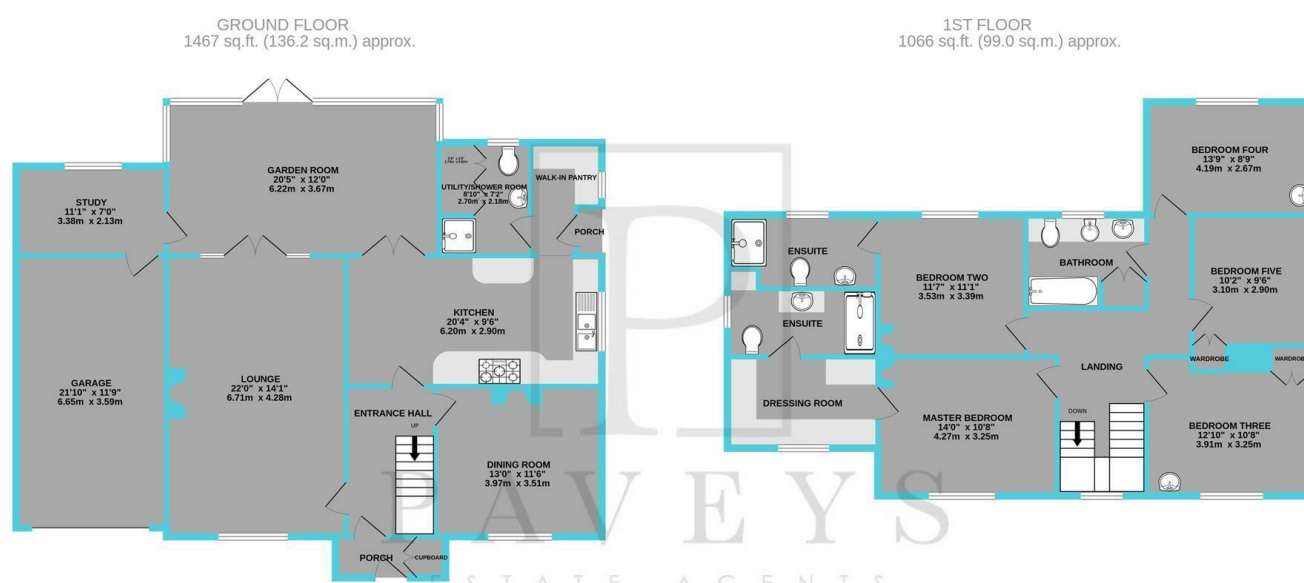 GROUND FLOOR
1467 sq.ft. (136.2 sq.m.) approx.
1ST FLOOR
1066 sq.ft. (99.0 sq.m.) approx.
GARDEN ROOM
20'5" x 12'0"
6.22m x 3.67m
STUDY
11'1" x 7'0"
3.38m x 2.13m
UTILITY/SHOWER ROOM
8'10" x 7'2"
2.70m x 2.18m
WALK-IN PANTRY
PORCH
KITCHEN
20'4" x 9'6"
6.20m x 2.90m
GARAGE
21'10" x 11'9"
6.65m x 3.59m
LOUNGE
22'0" x 14'1"
6.71m x 4.28m
ENTRANCE HALL
UP
DINING ROOM
13'0" x 11'6"
3.97m x 3.51m
PORCH
CUPBOARD
BEDROOM FOUR
13'9" x 8'9"
4.19m x 2.67m
ENSUITE
BEDROOM TWO
11'7" x 11'1"
3.53m x 3.39m
BATHROOM
BEDROOM FIVE
10'2" x 9'6"
3.10m x 2.90m
ENSUITE
WARDROBE
WARDROBE
LANDING
DRESSING ROOM
MASTER BEDROOM
14'0" x 10'8"
4.27m x 3.25m
DOWN
BEDROOM THREE
12'10" x 10'8"
3.91m x 3.25m
PAVEYS
ESTATE AGENTS